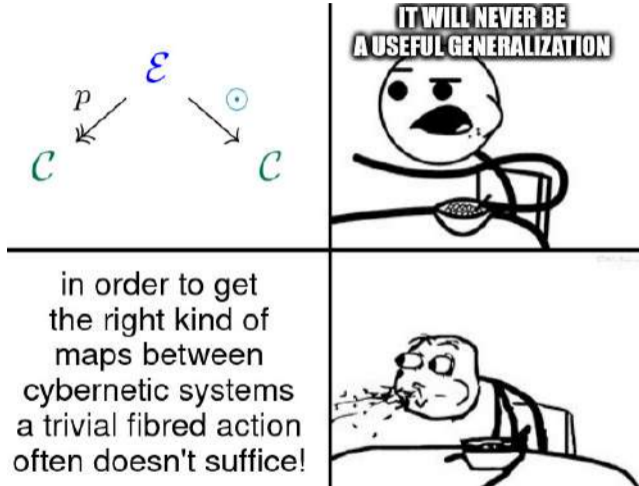 IT WILL NEVER BE
A USEFUL GENERALIZATION
ℰ
p ⊙
𝒞 𝒞
in order to get
the right kind of
maps between
cybernetic systems
a trivial fibred action
often doesn't suffice!